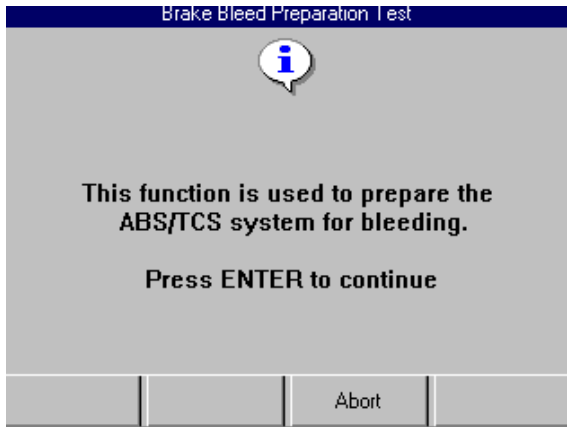 Brake Bleed Preparation Test
This function is used to prepare the
ABS/TCS system for bleeding.
Press ENTER to continue
Abort